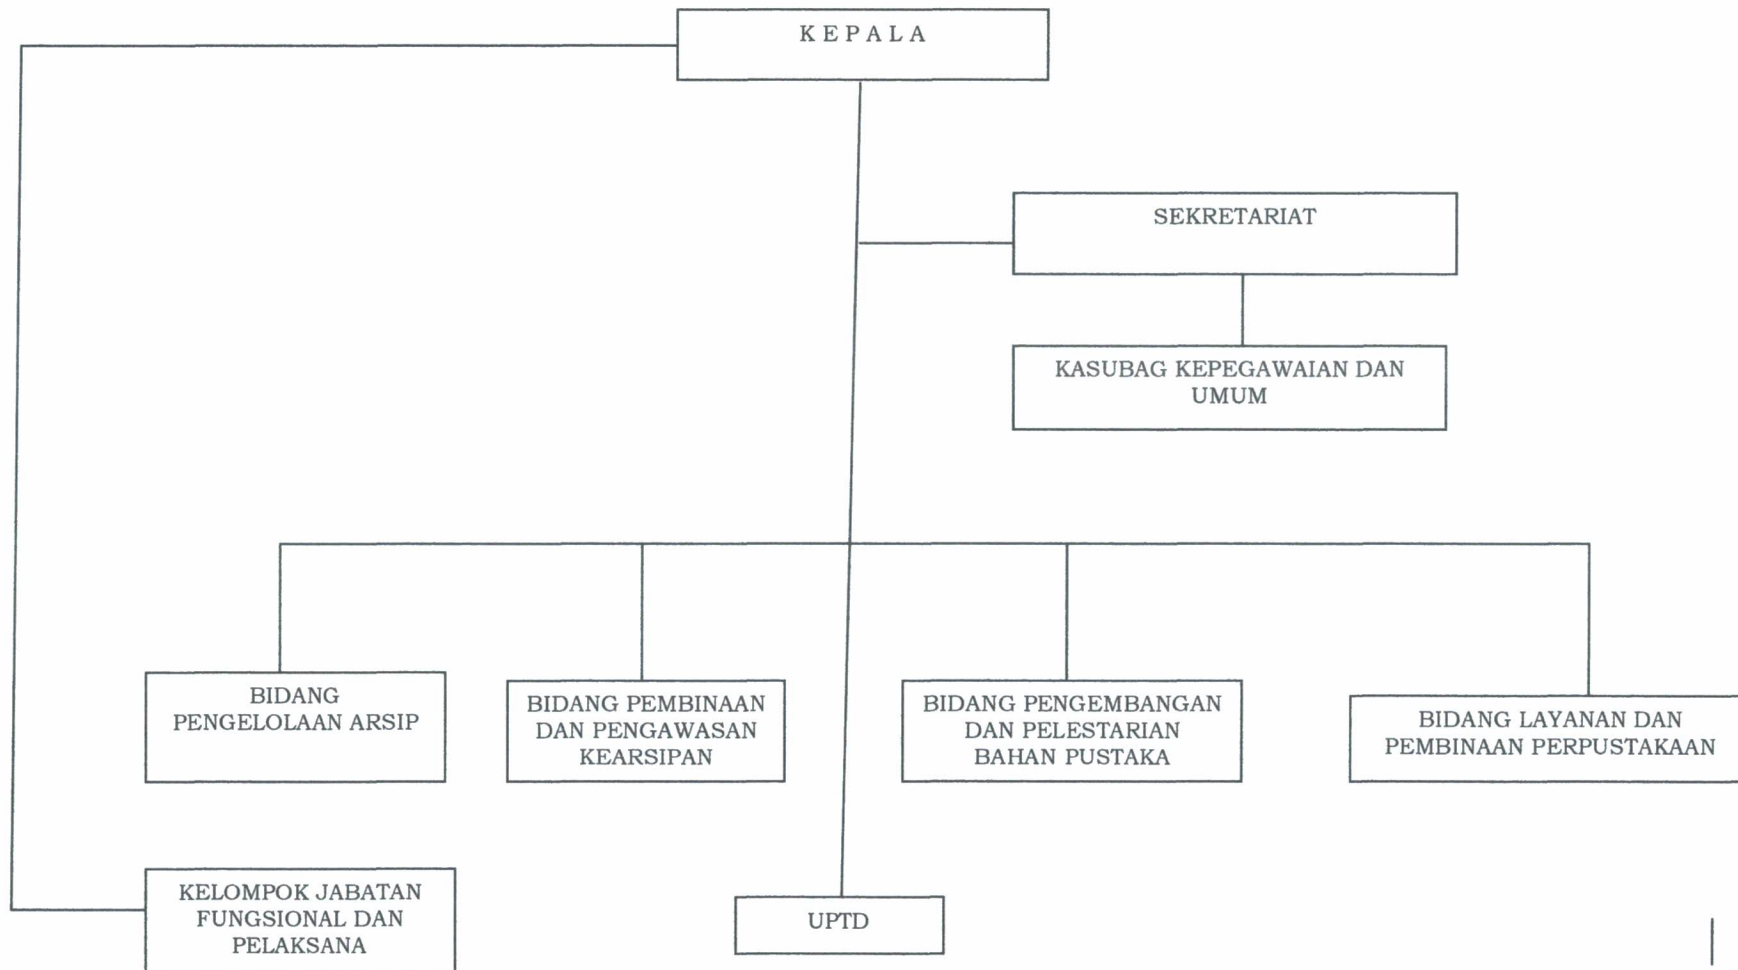 K E P A L A
SEKRETARIAT
KASUBAG KEPEGAWAIAN DAN
UMUM
BIDANG
PENGELOLAAN ARSIP
BIDANG PEMBINAAN
DAN PENGAWASAN
KEARSIPAN
BIDANG PENGEMBANGAN
DAN PELESTARIAN
BAHAN PUSTAKA
BIDANG LAYANAN DAN
PEMBINAAN PERPUSTAKAAN
KELOMPOK JABATAN
FUNGSIONAL DAN
PELAKSANA
UPTD